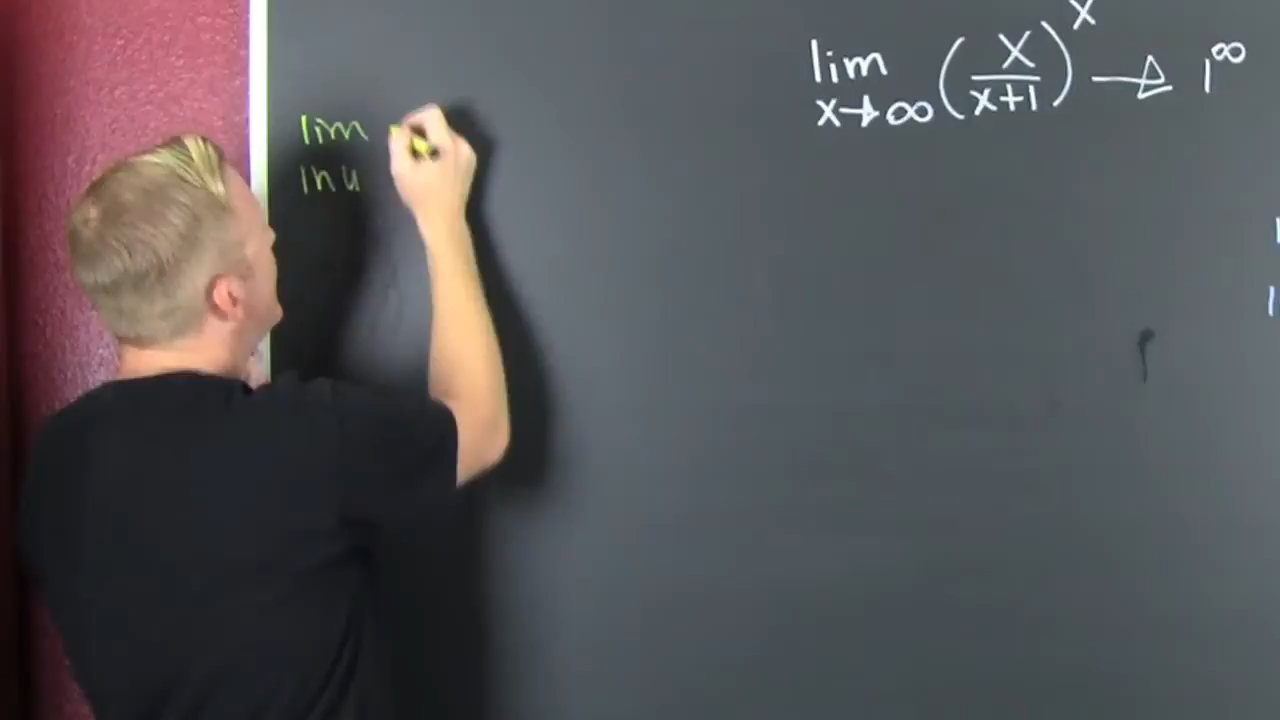 lim
ln u
lim x→∞ (x/(x+1))^x → 1^∞